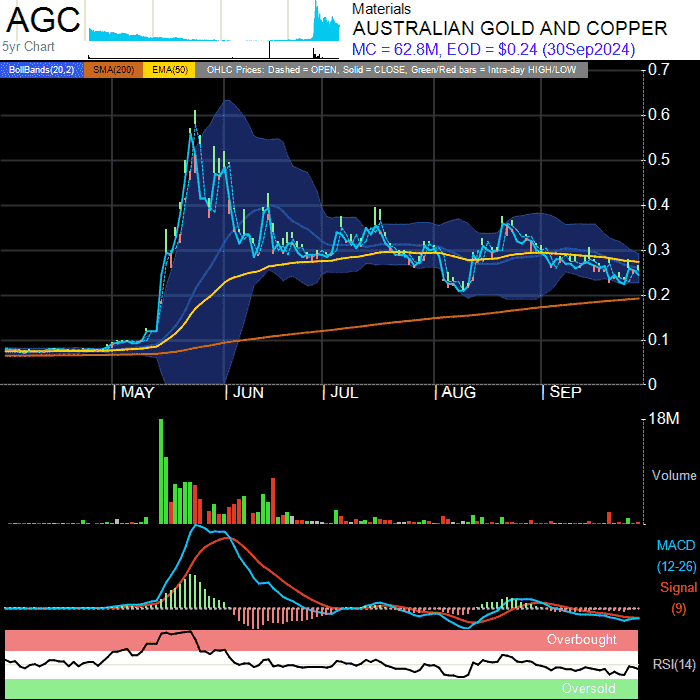 AGC
5yr Chart
Materials
AUSTRALIAN GOLD AND COPPER
MC = 62.8M, EOD = $0.24 (30Sep2024)
BollBands(20,2) SMA(200) EMA(50) OHLC Prices: Dashed = OPEN, Solid = CLOSE, Green/Red bars = Intra-day HIGH/LOW
0.7
0.6
0.5
0.4
0.3
0.2
0.1
0
MAY JUN JUL AUG SEP
18M
Volume
MACD
(12-26)
Signal
(9)
Overbought
RSI(14)
Oversold